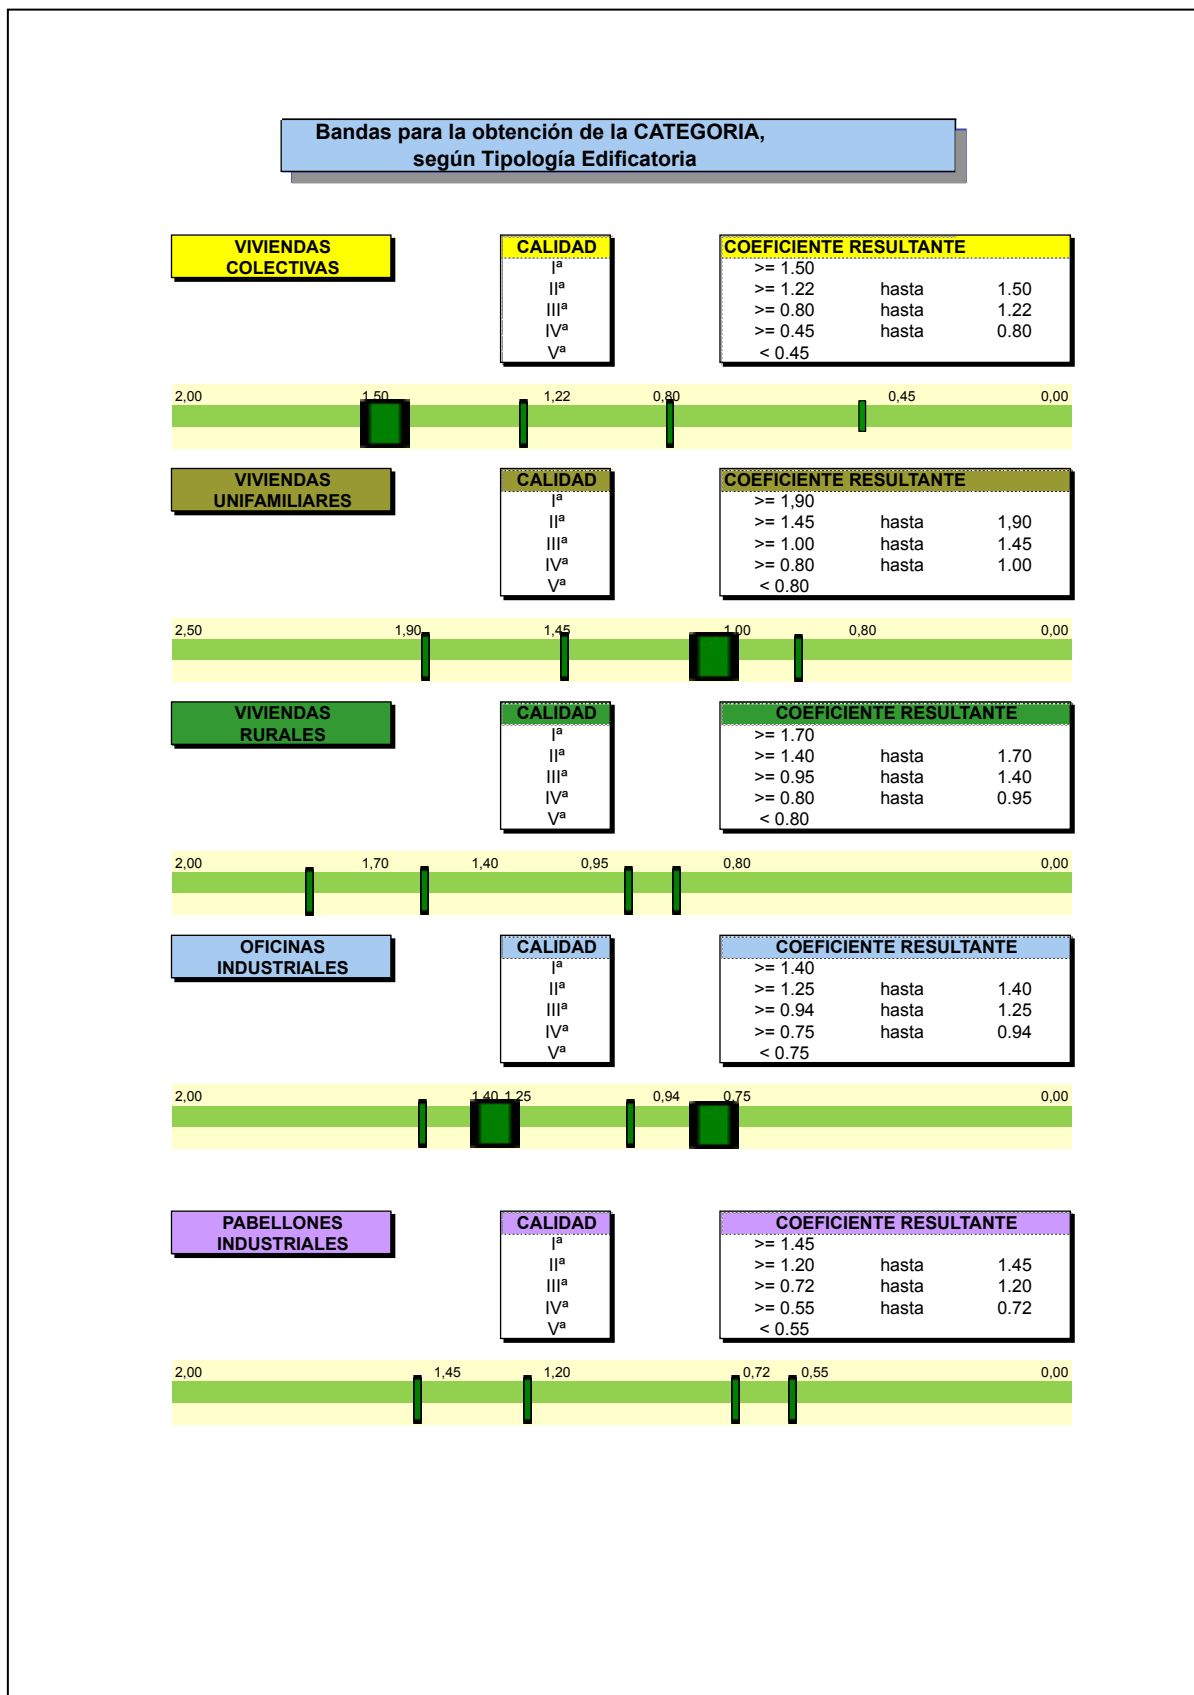 Bandas para la obtención de la CATEGORIA,
según Tipología Edificatoria
VIVIENDAS
COLECTIVAS
CALIDAD
Iª
IIª
IIIª
IVª
Vª
COEFICIENTE RESULTANTE
>= 1.50
>= 1.22 hasta 1.50
>= 0.80 hasta 1.22
>= 0.45 hasta 0.80
< 0.45
2,00 1,50 1,22 0,80 0,45 0,00
VIVIENDAS
UNIFAMILIARES
CALIDAD
Iª
IIª
IIIª
IVª
Vª
COEFICIENTE RESULTANTE
>= 1,90
>= 1.45 hasta 1,90
>= 1.00 hasta 1.45
>= 0.80 hasta 1.00
< 0.80
2,50 1,90 1,45 1,00 0,80 0,00
VIVIENDAS
RURALES
CALIDAD
Iª
IIª
IIIª
IVª
Vª
COEFICIENTE RESULTANTE
>= 1.70
>= 1.40 hasta 1.70
>= 0.95 hasta 1.40
>= 0.80 hasta 0.95
< 0.80
2,00 1,70 1,40 0,95 0,80 0,00
OFICINAS
INDUSTRIALES
CALIDAD
Iª
IIª
IIIª
IVª
Vª
COEFICIENTE RESULTANTE
>= 1.40
>= 1.25 hasta 1.40
>= 0.94 hasta 1.25
>= 0.75 hasta 0.94
< 0.75
2,00 1,40 1,25 0,94 0,75 0,00
PABELLONES
INDUSTRIALES
CALIDAD
Iª
IIª
IIIª
IVª
Vª
COEFICIENTE RESULTANTE
>= 1.45
>= 1.20 hasta 1.45
>= 0.72 hasta 1.20
>= 0.55 hasta 0.72
< 0.55
2,00 1,45 1,20 0,72 0,55 0,00